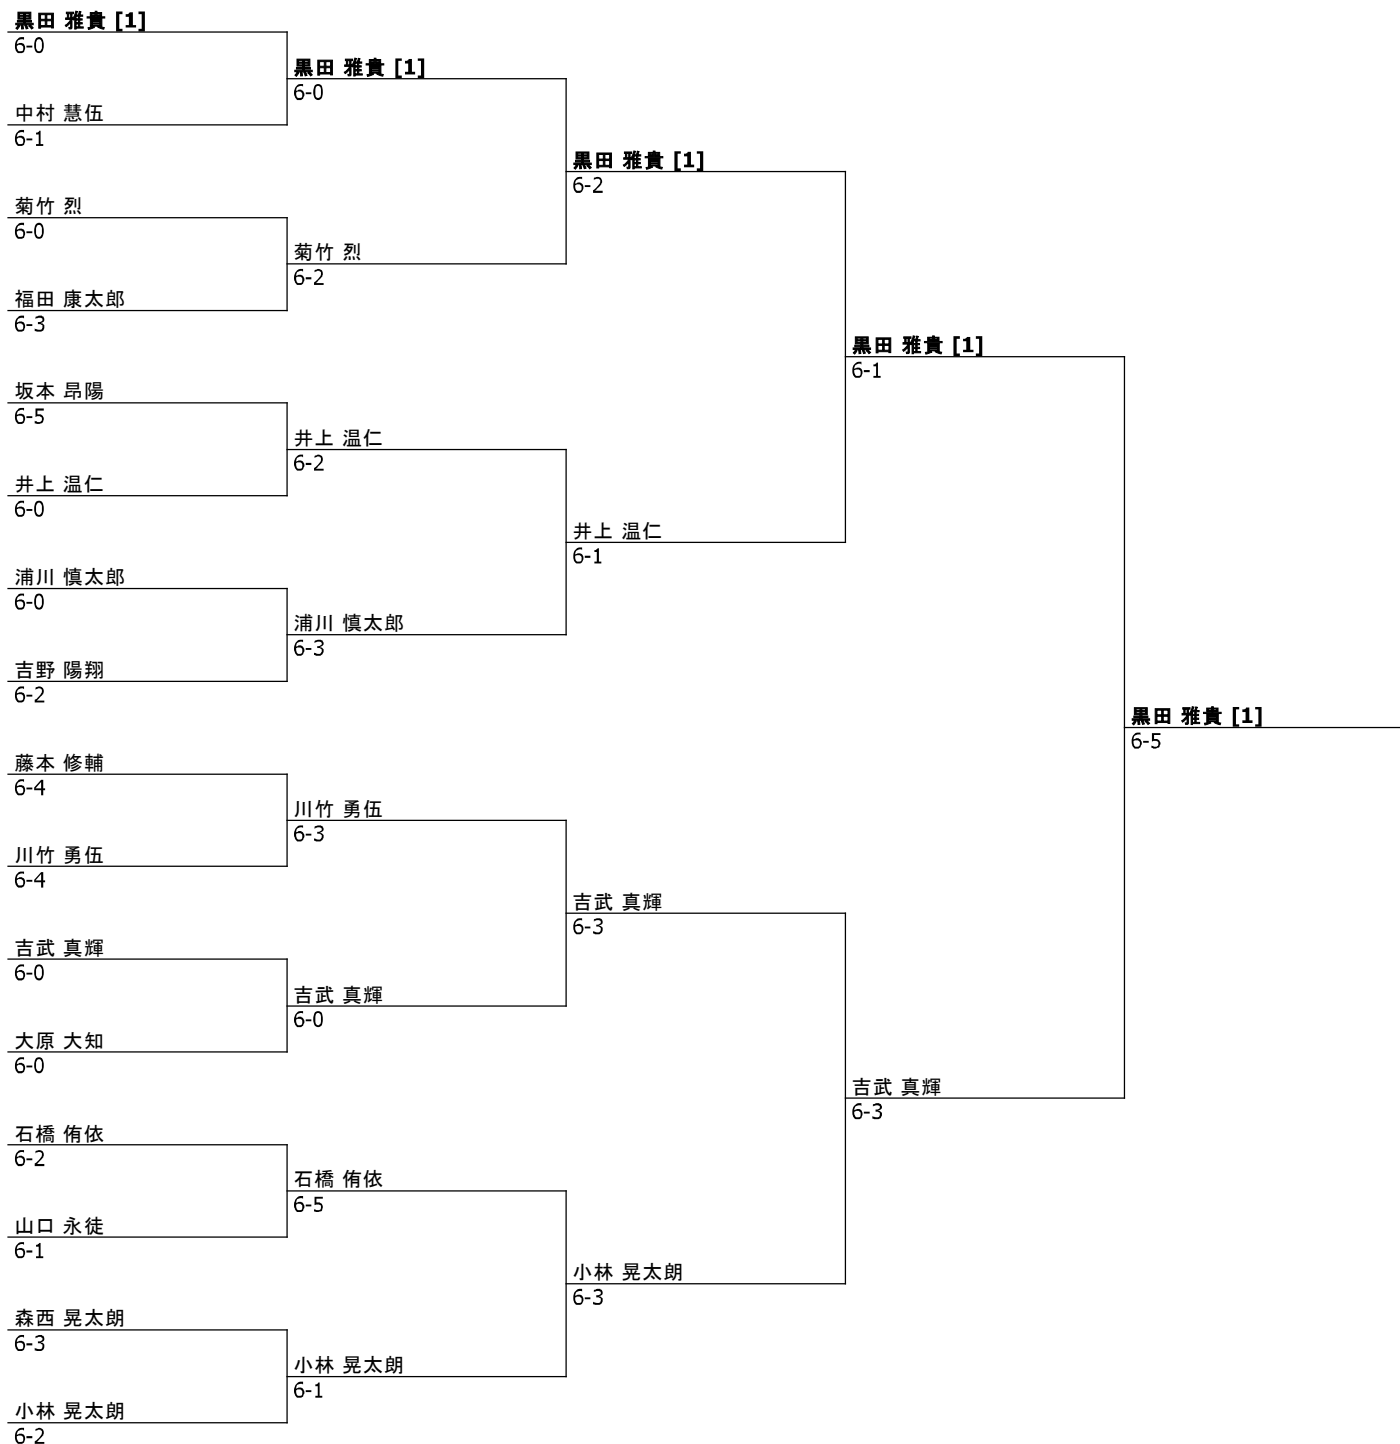 黒田 雅貴 [1]
6-0
黒田 雅貴 [1]
6-0
中村 慧伍
6-1
黒田 雅貴 [1]
6-2
菊竹 烈
6-0
菊竹 烈
6-2
福田 康太郎
6-3
黒田 雅貴 [1]
6-1
坂本 昂陽
6-5
井上 温仁
6-2
井上 温仁
6-0
井上 温仁
6-1
浦川 慎太郎
6-0
浦川 慎太郎
6-3
吉野 陽翔
6-2
黒田 雅貴 [1]
6-5
藤本 修輔
6-4
川竹 勇伍
6-3
川竹 勇伍
6-4
吉武 真輝
6-3
吉武 真輝
6-0
吉武 真輝
6-0
大原 大知
6-0
吉武 真輝
6-3
石橋 侑依
6-2
石橋 侑依
6-5
山口 永徒
6-1
小林 晃太朗
6-3
森西 晃太朗
6-3
小林 晃太朗
6-1
小林 晃太朗
6-2